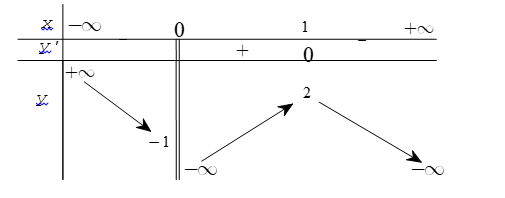 x −∞ 0 1 +∞
y' − + 0 −
y +∞ −1 −∞ 2 −∞